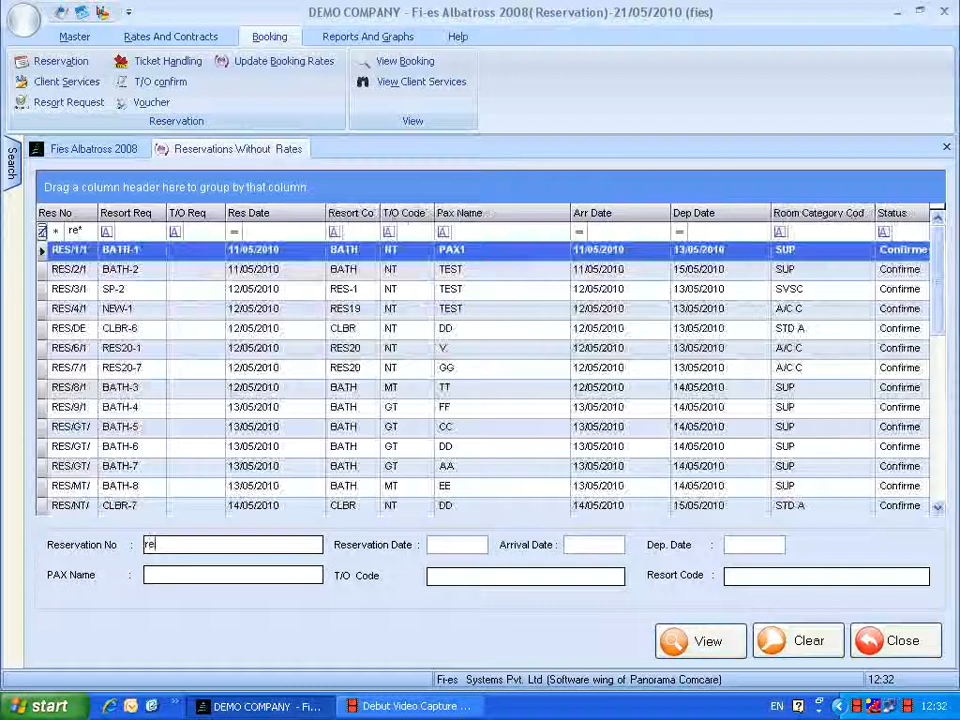 DEMO COMPANY - Fi-es Albatross 2008( Reservation)-21/05/2010 (fies)
Master Rates And Contracts Booking Reports And Graphs Help
Reservation Ticket Handling Update Booking Rates View Booking
Client Services T/O confirm View Client Services
Resort Request Voucher
Reservation View
Search
Fies Albatross 2008 Reservations Without Rates
Drag a column header here to group by that column.
Res No Resort Req T/O Req Res Date Resort Co T/O Code Pax Name Arr Date Dep Date Room Category Cod Status
* re* A A = A A A = = A A
RES/1/1 BATH-1 11/05/2010 BATH NT PAX1 11/05/2010 13/05/2010 SUP Confirme
RES/2/1 BATH-2 11/05/2010 BATH NT TEST 11/05/2010 15/05/2010 SUP Confirme
RES/3/1 SP-2 12/05/2010 RES-1 NT TEST 12/05/2010 13/05/2010 SVSC Confirme
RES/4/1 NEW-1 12/05/2010 RES19 NT TEST 12/05/2010 13/05/2010 A/C C Confirme
RES/DE CLBR-6 12/05/2010 CLBR NT DD 12/05/2010 13/05/2010 STD A Confirme
RES/6/1 RES20-1 12/05/2010 RES20 NT V 12/05/2010 13/05/2010 A/C C Confirme
RES/7/1 RES20-7 12/05/2010 RES20 NT GG 12/05/2010 13/05/2010 A/C C Confirme
RES/8/1 BATH-3 12/05/2010 BATH MT TT 12/05/2010 14/05/2010 SUP Confirme
RES/9/1 BATH-4 13/05/2010 BATH GT FF 13/05/2010 14/05/2010 SUP Confirme
RES/GT/ BATH-5 13/05/2010 BATH GT CC 13/05/2010 14/05/2010 SUP Confirme
RES/GT/ BATH-6 13/05/2010 BATH GT DD 13/05/2010 14/05/2010 SUP Confirme
RES/GT/ BATH-7 13/05/2010 BATH GT AA 13/05/2010 14/05/2010 SUP Confirme
RES/MT/ BATH-8 13/05/2010 BATH MT EE 13/05/2010 14/05/2010 SUP Confirme
RES/NT/ CLBR-7 14/05/2010 CLBR NT DD 14/05/2010 15/05/2010 STD A Confirme
Reservation No : re Reservation Date : Arrival Date : Dep. Date :
PAX Name : T/O Code Resort Code :
View Clear Close
Fi-es Systems Pvt. Ltd (Software wing of Panorama Comcare) 12:32
start DEMO COMPANY - Fi... Debut Video Capture ... EN 12:32